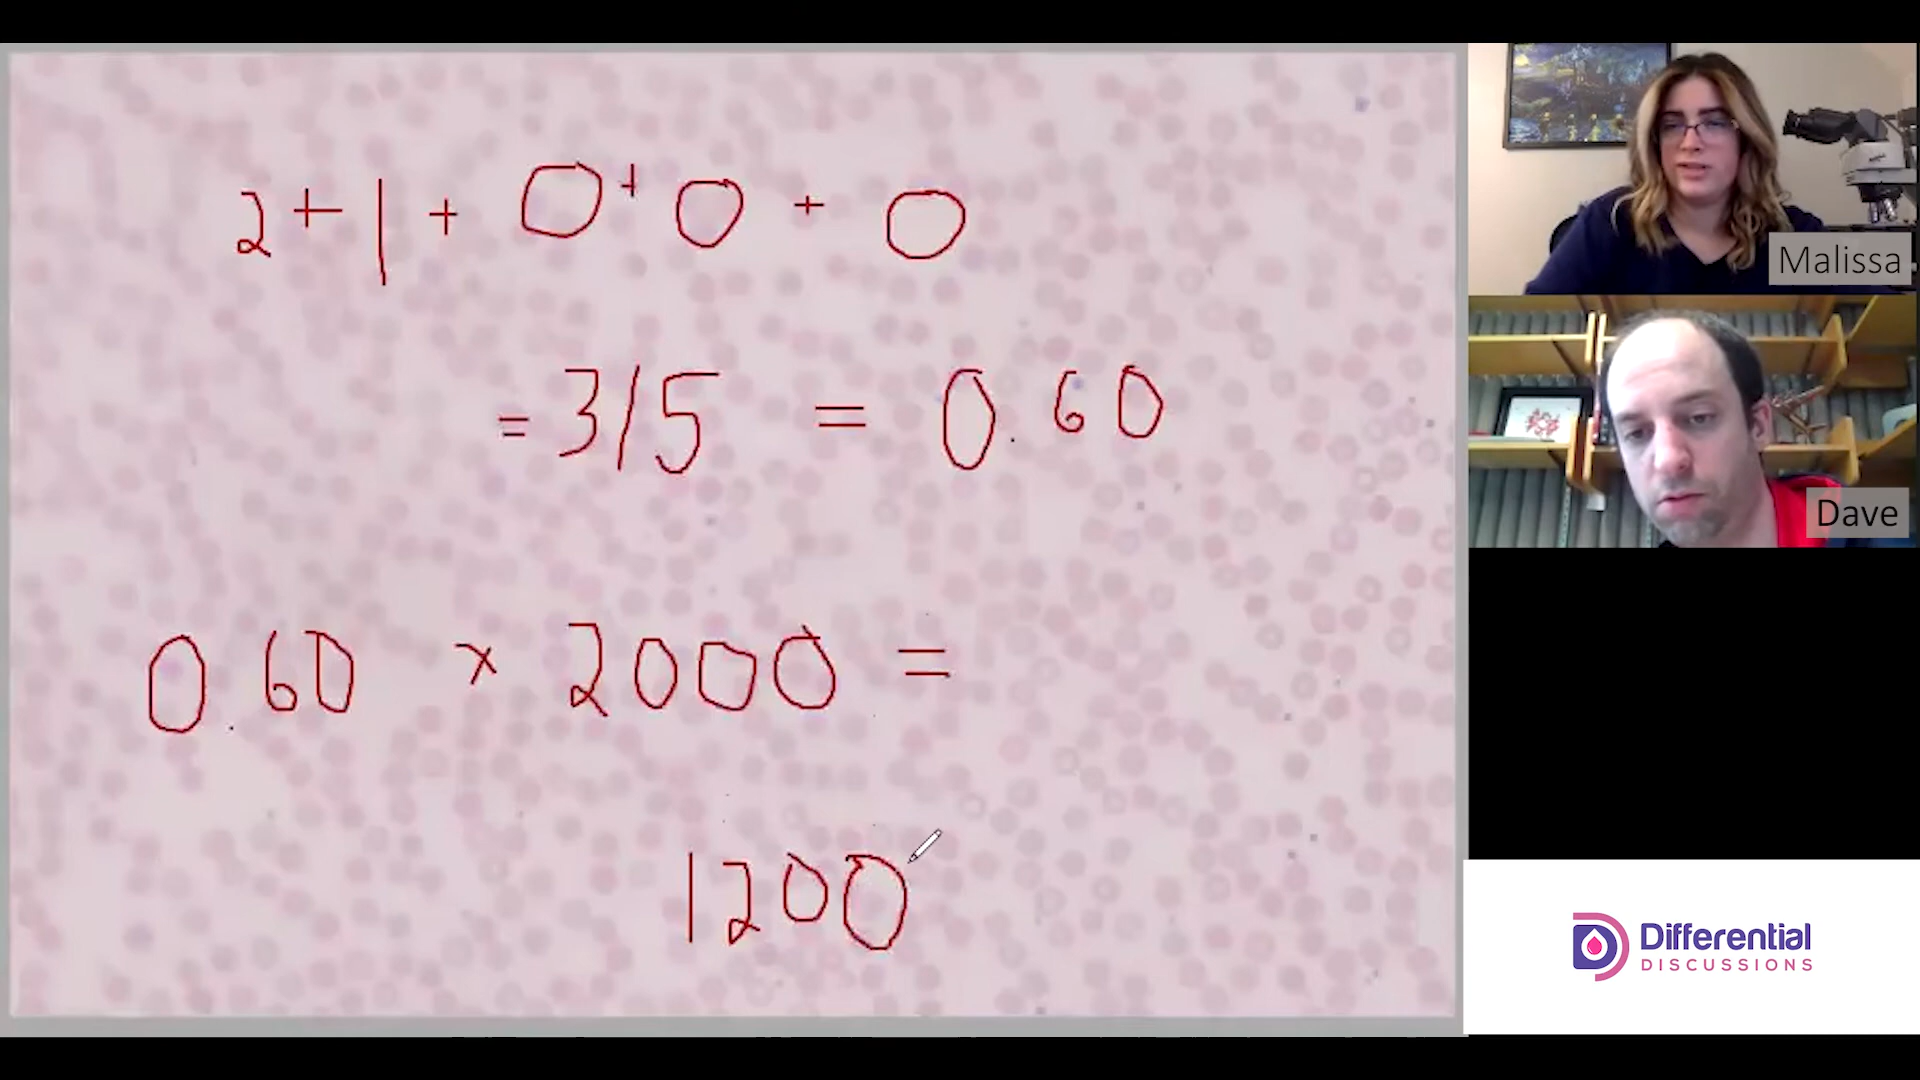 2 + 1 + 0 + 0 + 0
= 3/5 = 0.60
0.60 x 2000 =
1200
Malissa
Dave
Differential
DISCUSSIONS